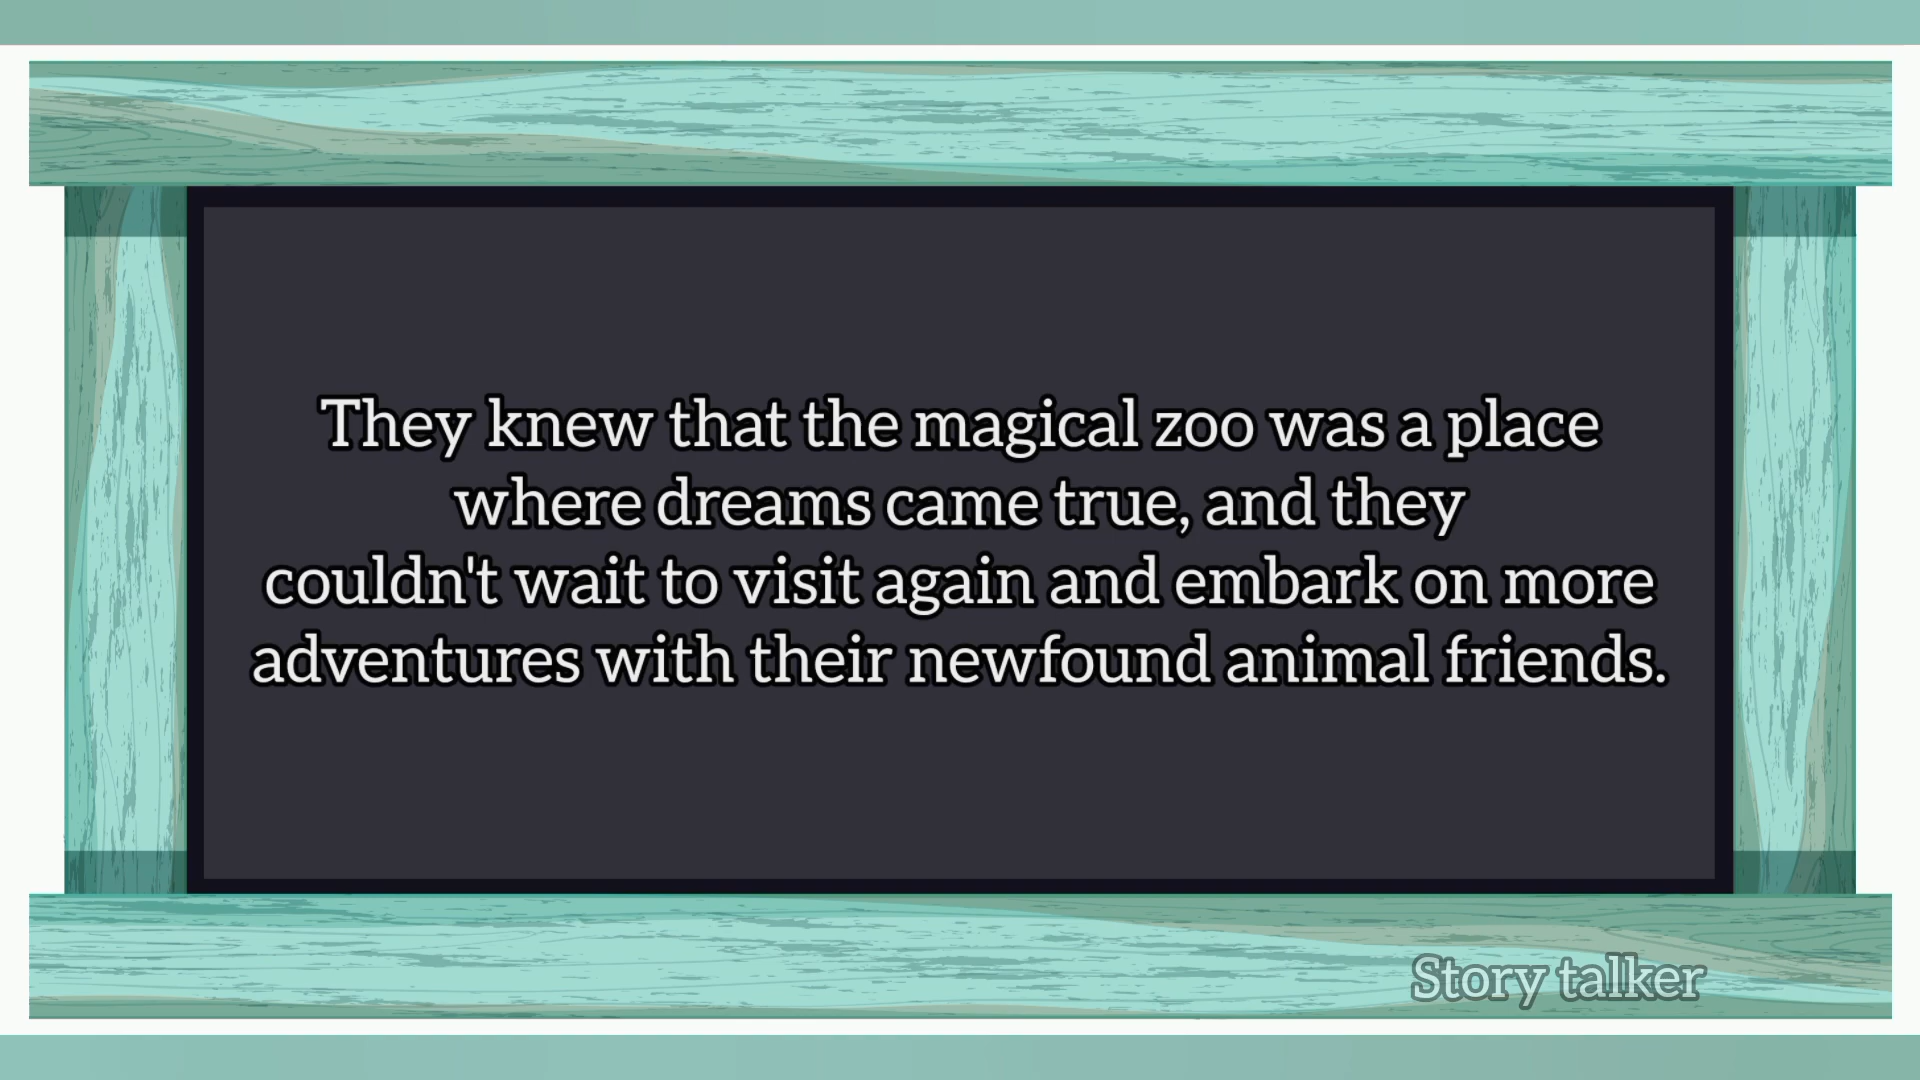 They knew that the magical zoo was a place
where dreams came true, and they
couldn't wait to visit again and embark on more
adventures with their newfound animal friends.
Story talker